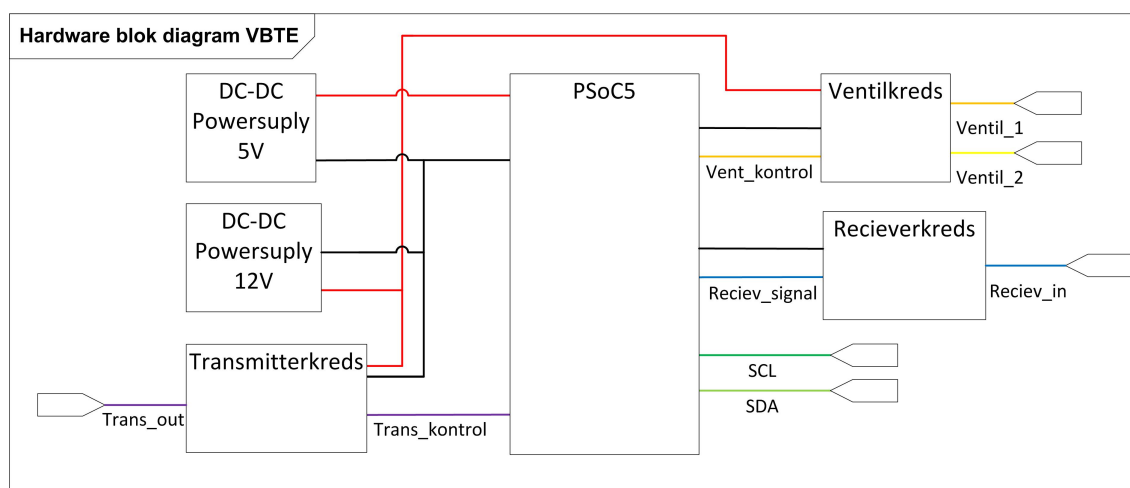 Hardware blok diagram VBTE
DC-DC
Powersuply
5V
PSoC5
Ventilkreds
Ventil_1
Vent_kontrol
Ventil_2
DC-DC
Powersuply
12V
Recieverkreds
Reciev_signal
Reciev_in
Transmitterkreds
SCL
SDA
Trans_out
Trans_kontrol